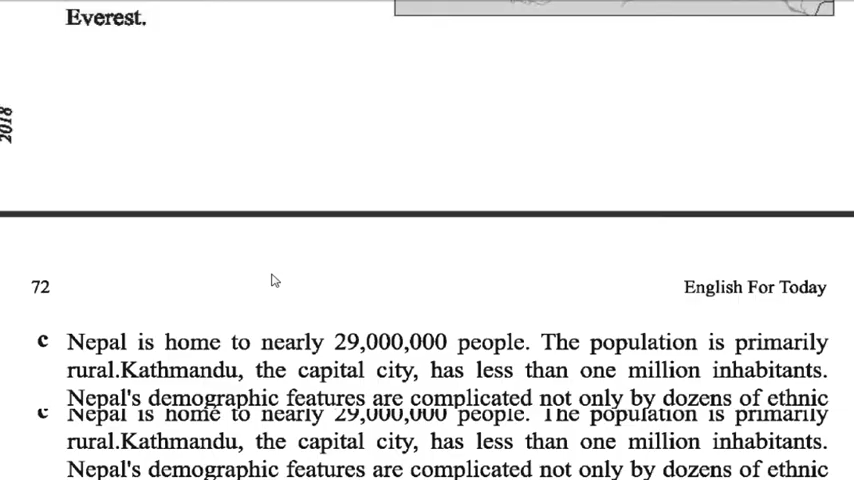 Everest.
2018
72
English For Today
c Nepal is home to nearly 29,000,000 people. The population is primarily
rural.Kathmandu, the capital city, has less than one million inhabitants.
Nepal's demographic features are complicated not only by dozens of ethnic
c Nepal is home to nearly 29,000,000 people. The population is primarily
rural.Kathmandu, the capital city, has less than one million inhabitants.
Nepal's demographic features are complicated not only by dozens of ethnic